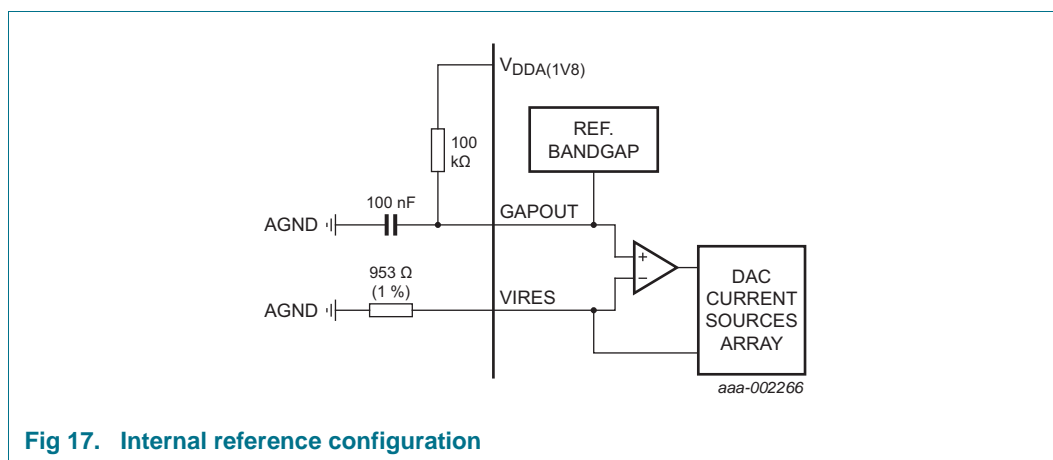 VDDA(1V8)
100
kΩ
REF.
BANDGAP
100 nF
AGND
GAPOUT
+
−
953 Ω
(1 %)
AGND
VIRES
DAC
CURRENT
SOURCES
ARRAY
aaa-002266
Fig 17. Internal reference configuration